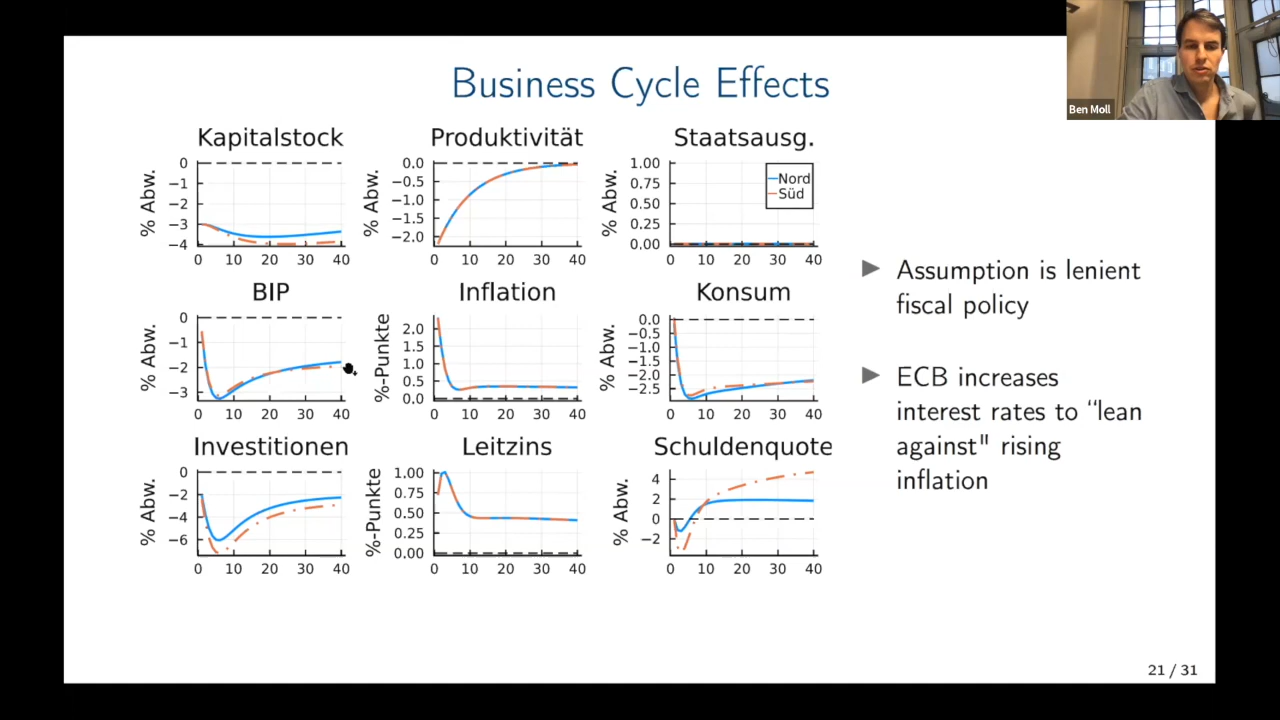 Ben Moll
Business Cycle Effects
Kapitalstock
% Abw.
0
−1
−2
−3
−4
0 10 20 30 40
Produktivität
% Abw.
0.0
−0.5
−1.0
−1.5
−2.0
0 10 20 30 40
Staatsausg.
% Abw.
1.00
0.75
0.50
0.25
0.00
0 10 20 30 40
Nord
Süd
BIP
% Abw.
0
−1
−2
−3
0 10 20 30 40
Inflation
%-Punkte
2.0
1.5
1.0
0.5
0.0
0 10 20 30 40
Konsum
% Abw.
0.0
−0.5
−1.0
−1.5
−2.0
−2.5
0 10 20 30 40
Investitionen
% Abw.
0
−2
−4
−6
0 10 20 30 40
Leitzins
%-Punkte
1.00
0.75
0.50
0.25
0.00
0 10 20 30 40
Schuldenquote
% Abw.
4
2
0
−2
0 10 20 30 40
Assumption is lenient
fiscal policy
ECB increases
interest rates to “lean
against" rising
inflation
21 / 31